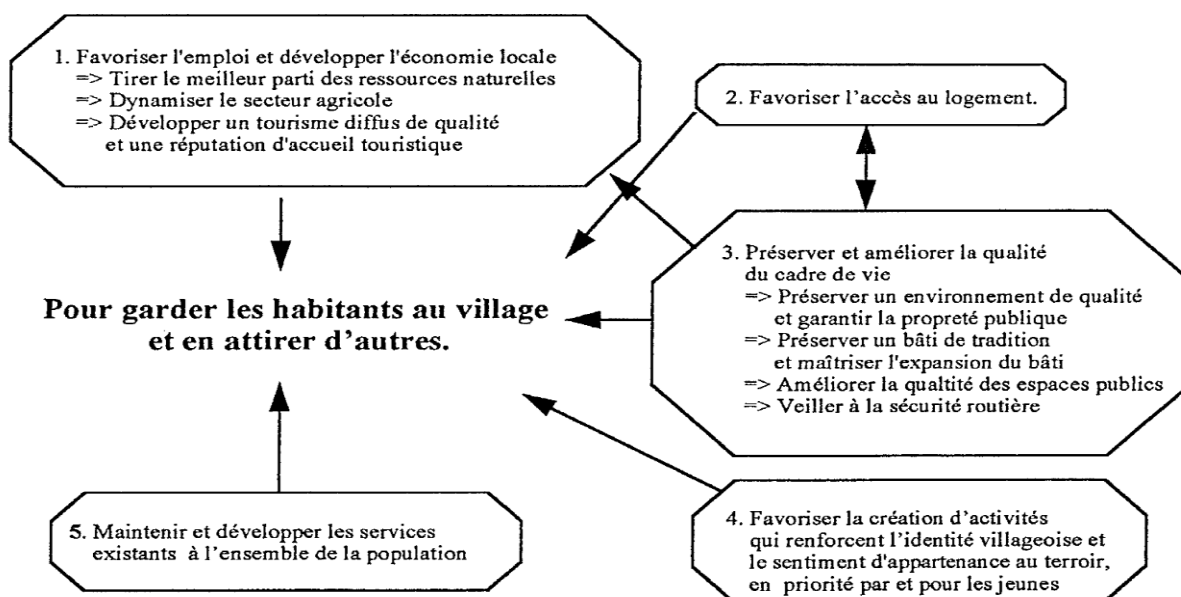 1. Favoriser l'emploi et développer l'économie locale
=> Tirer le meilleur parti des ressources naturelles
=> Dynamiser le secteur agricole
=> Développer un tourisme diffus de qualité
et une réputation d'accueil touristique
2. Favoriser l'accès au logement.
3. Préserver et améliorer la qualité
du cadre de vie
=> Préserver un environnement de qualité
et garantir la propreté publique
=> Préserver un bâti de tradition
et maîtriser l'expansion du bâti
=> Améliorer la qualtité des espaces publics
=> Veiller à la sécurité routière
Pour garder les habitants au village
et en attirer d'autres.
5. Maintenir et développer les services
existants à l'ensemble de la population
4. Favoriser la création d'activités
qui renforcent l'identité villageoise et
le sentiment d'appartenance au terroir,
en priorité par et pour les jeunes